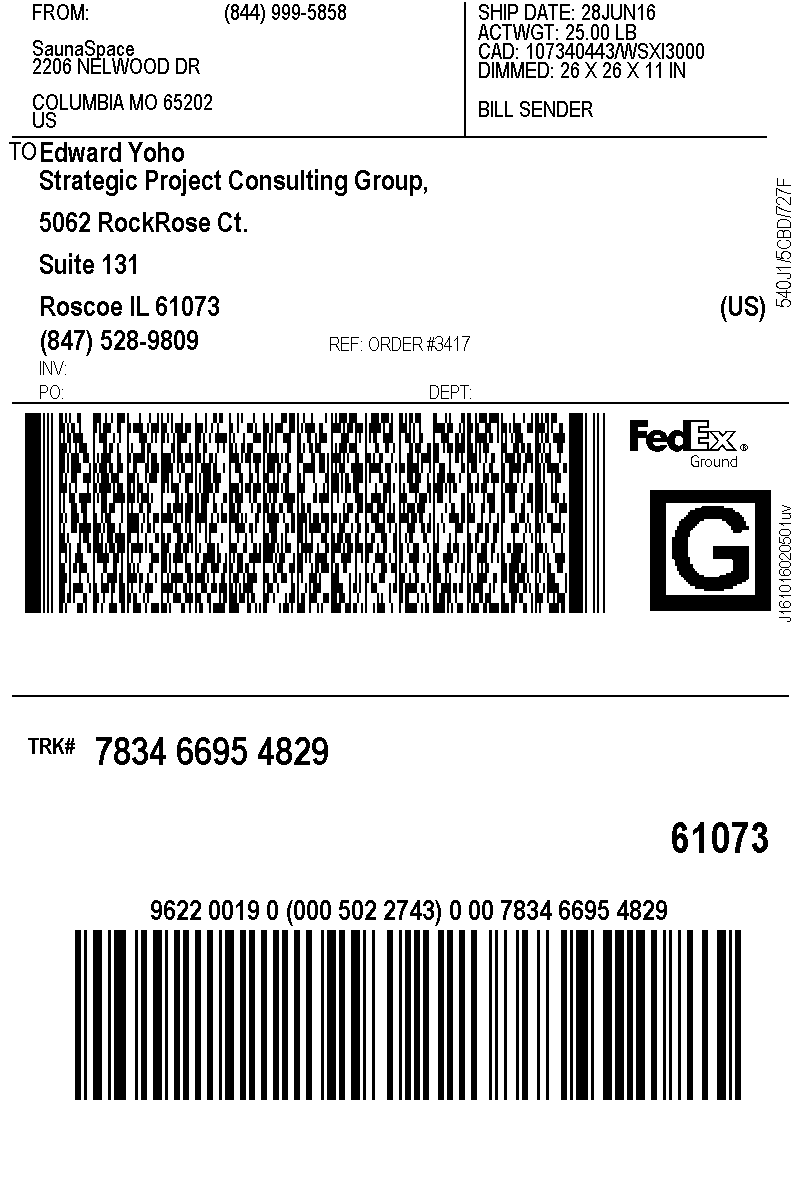 FROM: (844) 999-5858
SaunaSpace
2206 NELWOOD DR
COLUMBIA MO 65202
US
SHIP DATE: 28JUN16
ACTWGT: 25.00 LB
CAD: 107340443/WSXI3000
DIMMED: 26 X 26 X 11 IN
BILL SENDER
TO Edward Yoho
Strategic Project Consulting Group,
5062 RockRose Ct.
Suite 131
Roscoe IL 61073 (US)
(847) 528-9809 REF: ORDER #3417
INV:
PO: DEPT:
540J1/5CBD/727F
FedEx®
Ground
G
J161016020501uv
TRK# 7834 6695 4829
61073
9622 0019 0 (000 502 2743) 0 00 7834 6695 4829